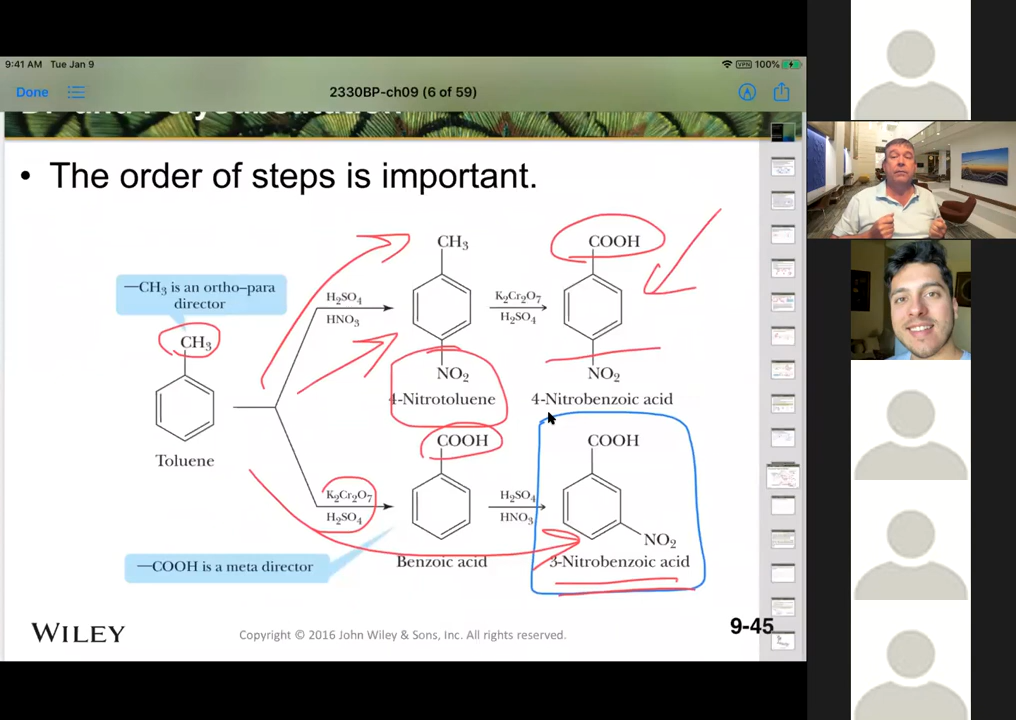 9:41 AM Tue Jan 9
VPN 100%
Done
2330BP-ch09 (6 of 59)
• The order of steps is important.
—CH₃ is an ortho–para
director
CH₃
Toluene
H₂SO₄
HNO₃
CH₃
NO₂
4-Nitrotoluene
K₂Cr₂O₇
H₂SO₄
COOH
NO₂
4-Nitrobenzoic acid
K₂Cr₂O₇
H₂SO₄
COOH
Benzoic acid
H₂SO₄
HNO₃
COOH
NO₂
3-Nitrobenzoic acid
—COOH is a meta director
WILEY
Copyright © 2016 John Wiley & Sons, Inc. All rights reserved.
9-45